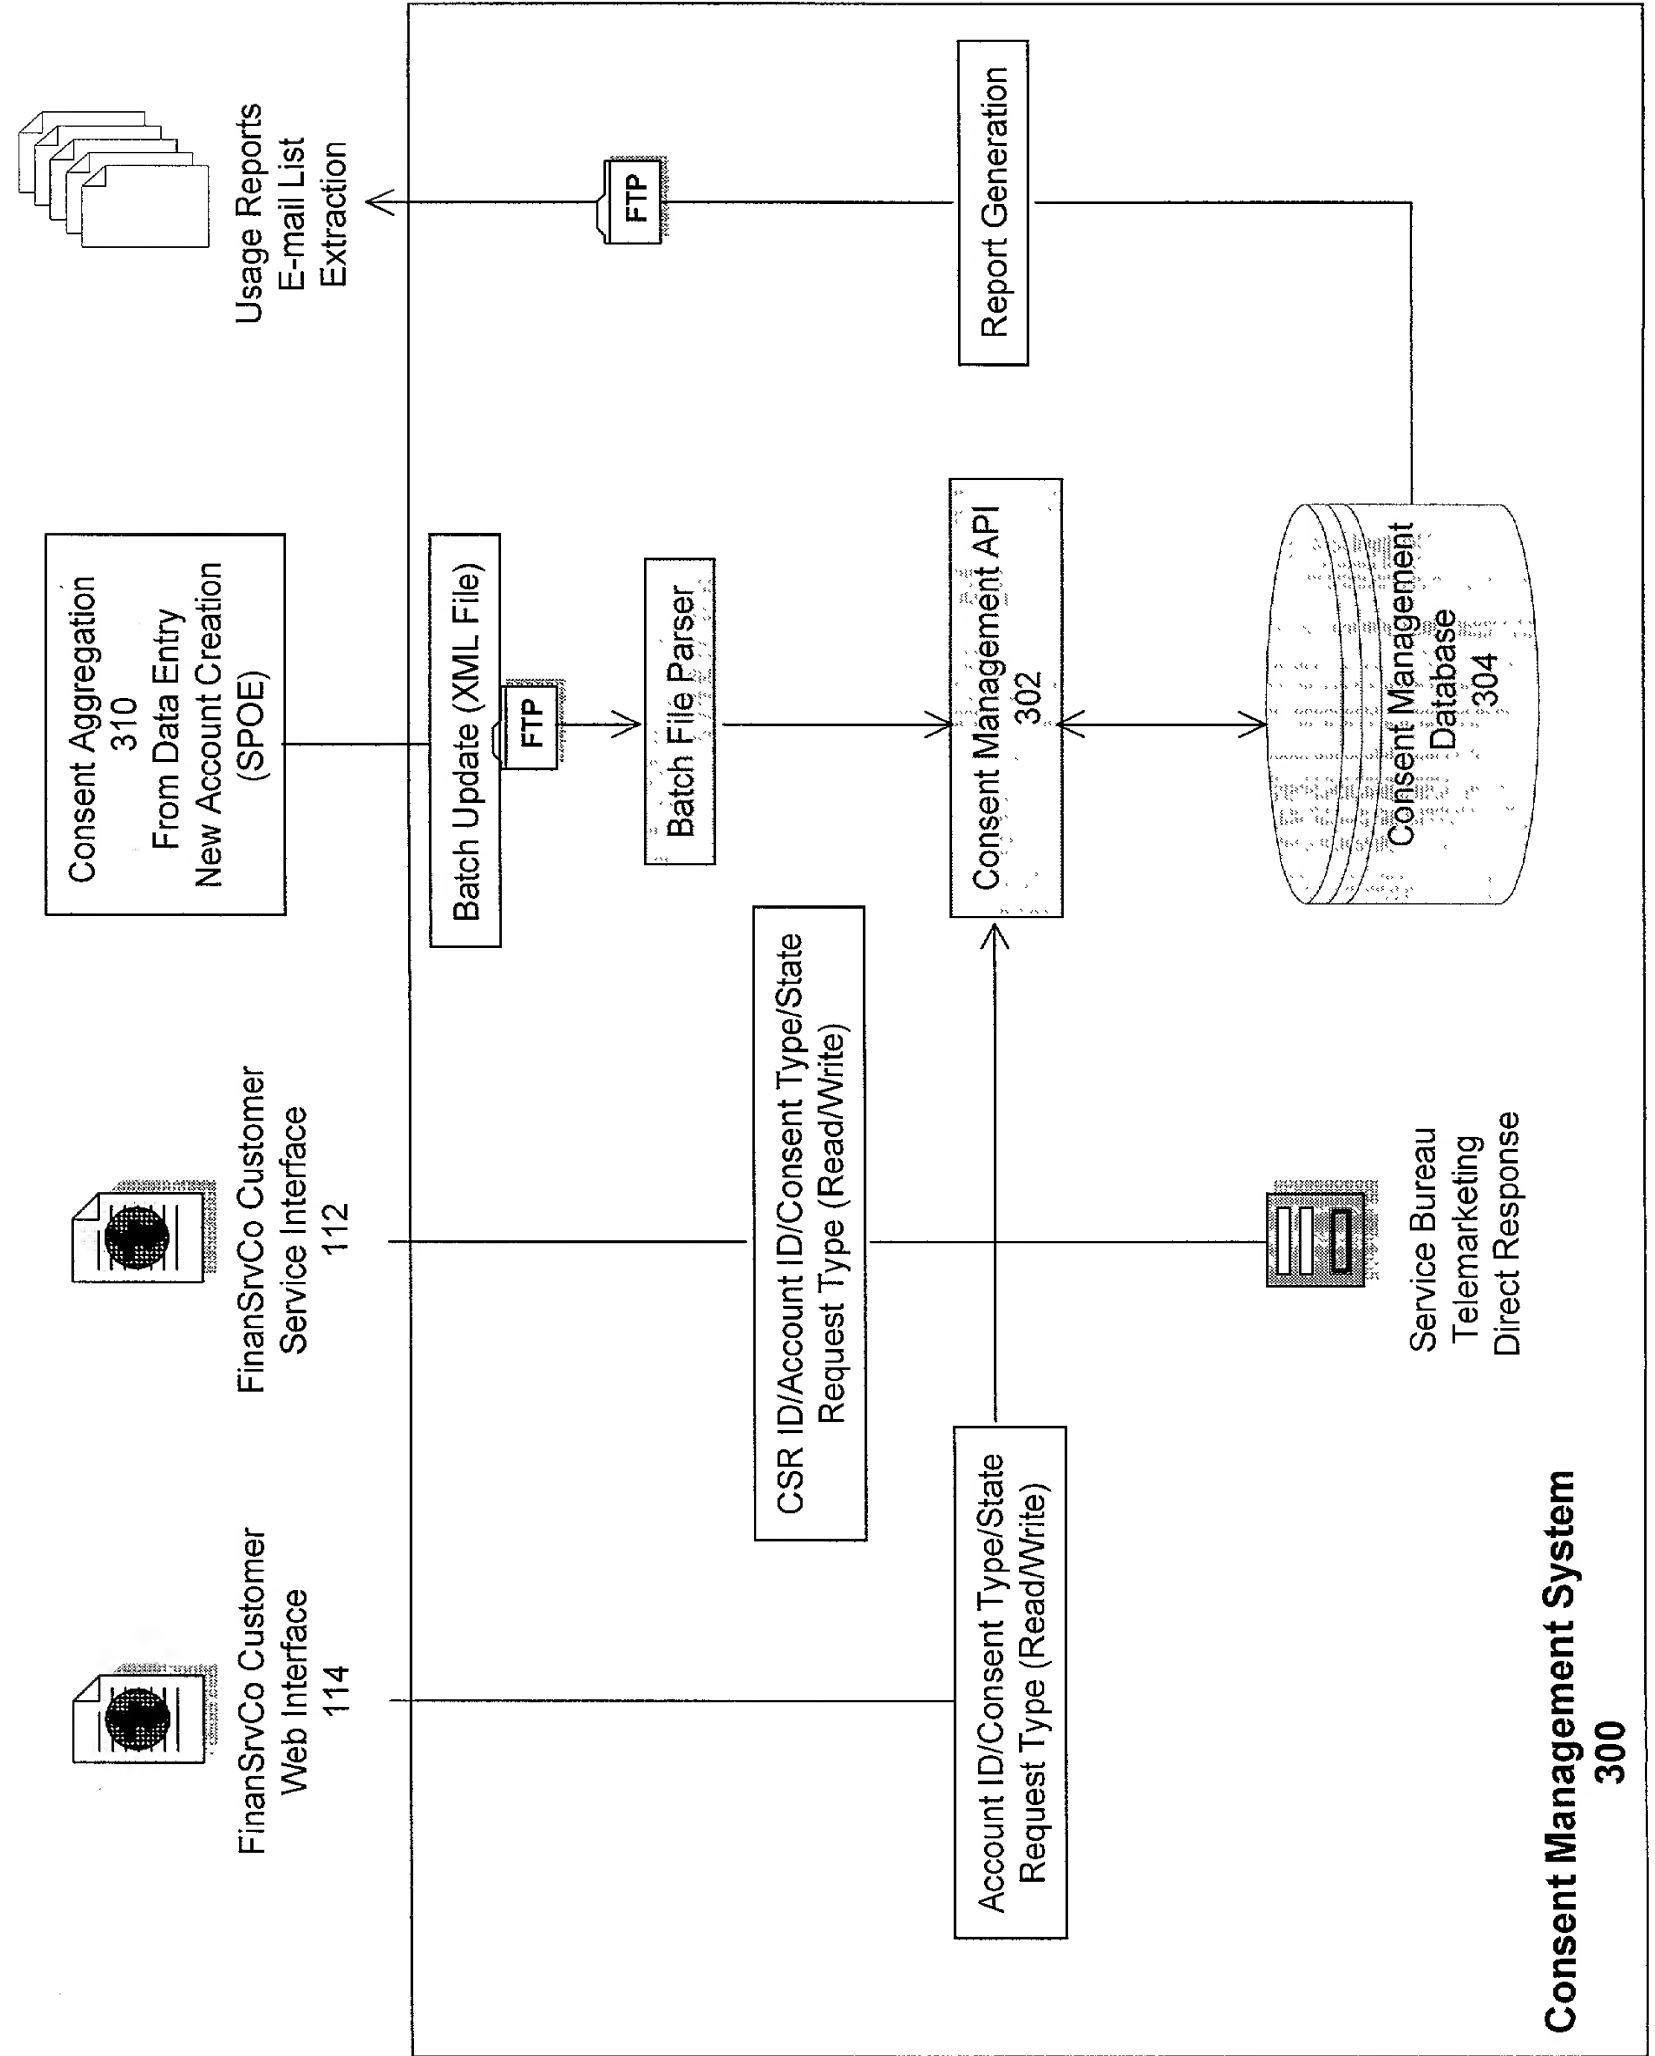 FinanSrvCo Customer
Web Interface
114
FinanSrvCo Customer
Service Interface
112
Consent Aggregation
310
From Data Entry
New Account Creation
(SPOE)
Usage Reports
E-mail List
Extraction
Batch Update (XML File)
FTP
FTP
Batch File Parser
CSR ID/Account ID/Consent Type/State
Request Type (Read/Write)
Account ID/Consent Type/State
Request Type (Read/Write)
Consent Management API
302
Report Generation
Service Bureau
Telemarketing
Direct Response
Consent Management
Database
304
Consent Management System
300